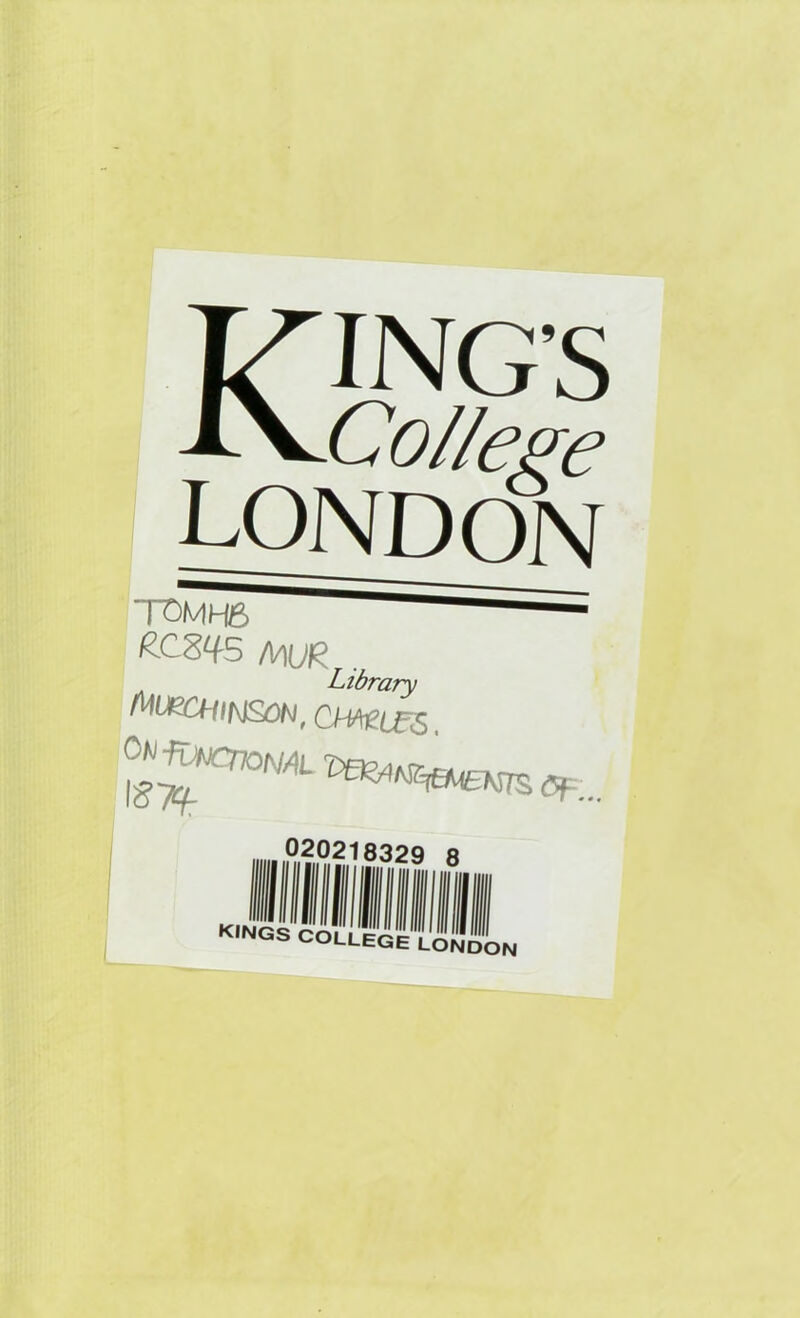 KING'S
College
LONDON
TOMHB
RC845 MUR
Library
MURCHINSON, CHARLES.
ON FUNCTIONAL DERANGEMENTS OF...
1874.
020218329 8
KINGS COLLEGE LONDON